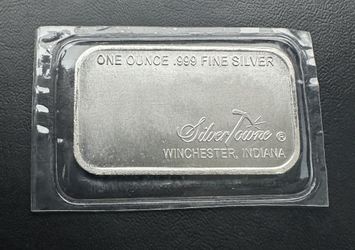 ONE OUNCE .999 FINE SILVER
SilverTowne ®
WINCHESTER, INDIANA